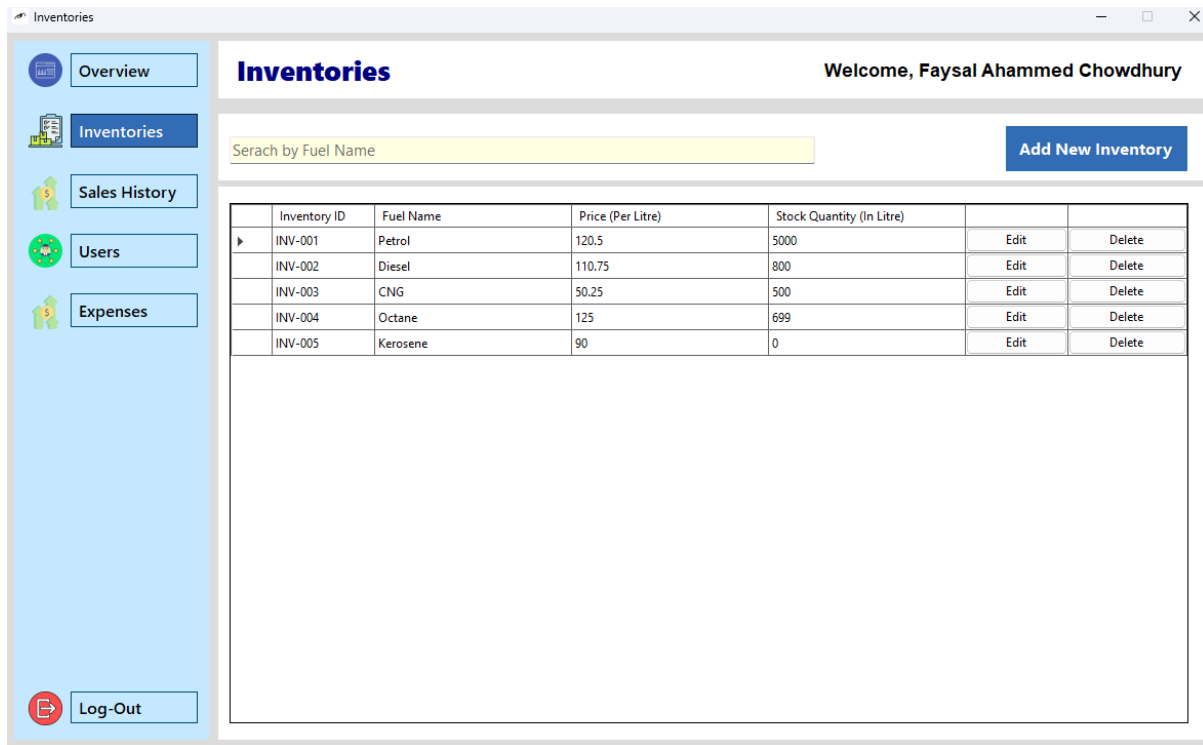 Inventories
Overview
Inventories
Sales History
Users
Expenses
Log-Out
Inventories
Welcome, Faysal Ahammed Chowdhury
Serach by Fuel Name
Add New Inventory
Inventory ID Fuel Name Price (Per Litre) Stock Quantity (In Litre)
INV-001 Petrol 120.5 5000 Edit Delete
INV-002 Diesel 110.75 800 Edit Delete
INV-003 CNG 50.25 500 Edit Delete
INV-004 Octane 125 699 Edit Delete
INV-005 Kerosene 90 0 Edit Delete